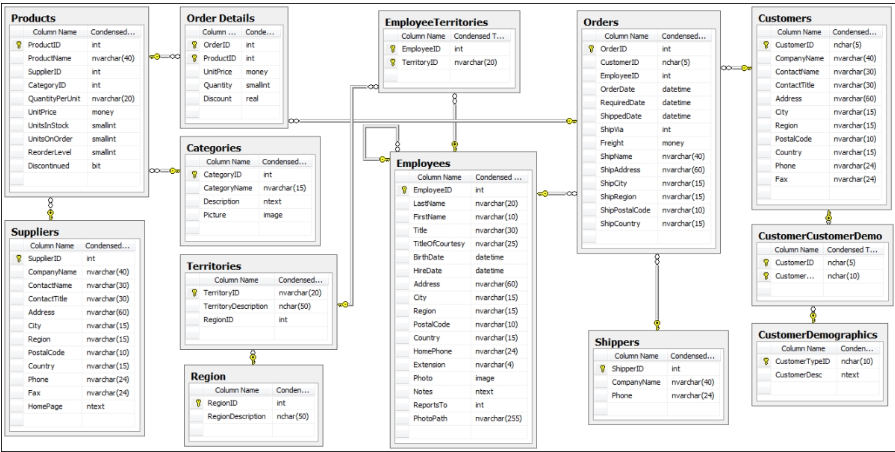 Products
Column Name Condensed...
ProductID int
ProductName nvarchar(40)
SupplierID int
CategoryID int
QuantityPerUnit nvarchar(20)
UnitPrice money
UnitsInStock smallint
UnitsOnOrder smallint
ReorderLevel smallint
Discontinued bit
Suppliers
Column Name Condensed...
SupplierID int
CompanyName nvarchar(40)
ContactName nvarchar(30)
ContactTitle nvarchar(30)
Address nvarchar(60)
City nvarchar(15)
Region nvarchar(15)
PostalCode nvarchar(10)
Country nvarchar(15)
Phone nvarchar(24)
Fax nvarchar(24)
HomePage ntext
Order Details
Column ... Conde...
OrderID int
ProductID int
UnitPrice money
Quantity smallint
Discount real
Categories
Column Name Condensed...
CategoryID int
CategoryName nvarchar(15)
Description ntext
Picture image
Territories
Column Name Condensed...
TerritoryID nvarchar(20)
TerritoryDescription nchar(50)
RegionID int
Region
Column Name Conden...
RegionID int
RegionDescription nchar(50)
EmployeeTerritories
Column Name Condensed T...
EmployeeID int
TerritoryID nvarchar(20)
Employees
Column Name Condensed ...
EmployeeID int
LastName nvarchar(20)
FirstName nvarchar(10)
Title nvarchar(30)
TitleOfCourtesy nvarchar(25)
BirthDate datetime
HireDate datetime
Address nvarchar(60)
City nvarchar(15)
Region nvarchar(15)
PostalCode nvarchar(10)
Country nvarchar(15)
HomePhone nvarchar(24)
Extension nvarchar(4)
Photo image
Notes ntext
ReportsTo int
PhotoPath nvarchar(255)
Orders
Column Name Condensed ...
OrderID int
CustomerID nchar(5)
EmployeeID int
OrderDate datetime
RequiredDate datetime
ShippedDate datetime
ShipVia int
Freight money
ShipName nvarchar(40)
ShipAddress nvarchar(60)
ShipCity nvarchar(15)
ShipRegion nvarchar(15)
ShipPostalCode nvarchar(10)
ShipCountry nvarchar(15)
Shippers
Column Name Condensed...
ShipperID int
CompanyName nvarchar(40)
Phone nvarchar(24)
Customers
Column Name Condensed ...
CustomerID nchar(5)
CompanyName nvarchar(40)
ContactName nvarchar(30)
ContactTitle nvarchar(30)
Address nvarchar(60)
City nvarchar(15)
Region nvarchar(15)
PostalCode nvarchar(10)
Country nvarchar(15)
Phone nvarchar(24)
Fax nvarchar(24)
CustomerCustomerDemo
Column Name Condensed T...
CustomerID nchar(5)
Customer... nchar(10)
CustomerDemographics
Column Name Conden...
CustomerTypeID nchar(10)
CustomerDesc ntext